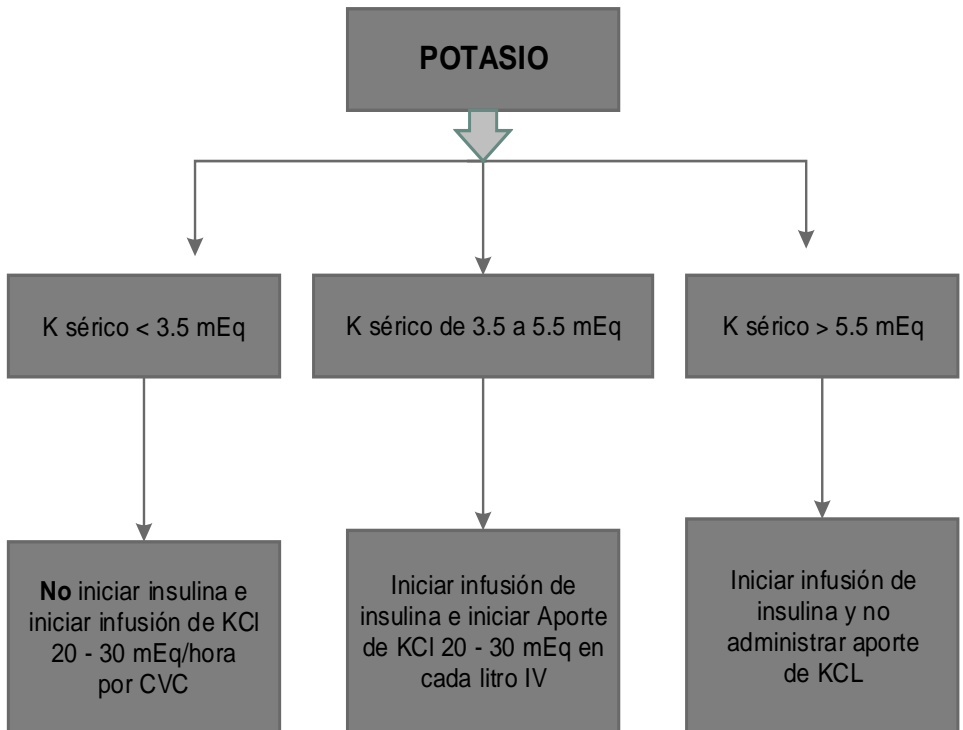 POTASIO
K sérico < 3.5 mEq
K sérico de 3.5 a 5.5 mEq
K sérico > 5.5 mEq
No iniciar insulina e
iniciar infusión de KCl
20 - 30 mEq/hora
por CVC
Iniciar infusión de
insulina e iniciar Aporte
de KCl 20 - 30 mEq en
cada litro IV
Iniciar infusión de
insulina y no
administrar aporte
de KCL